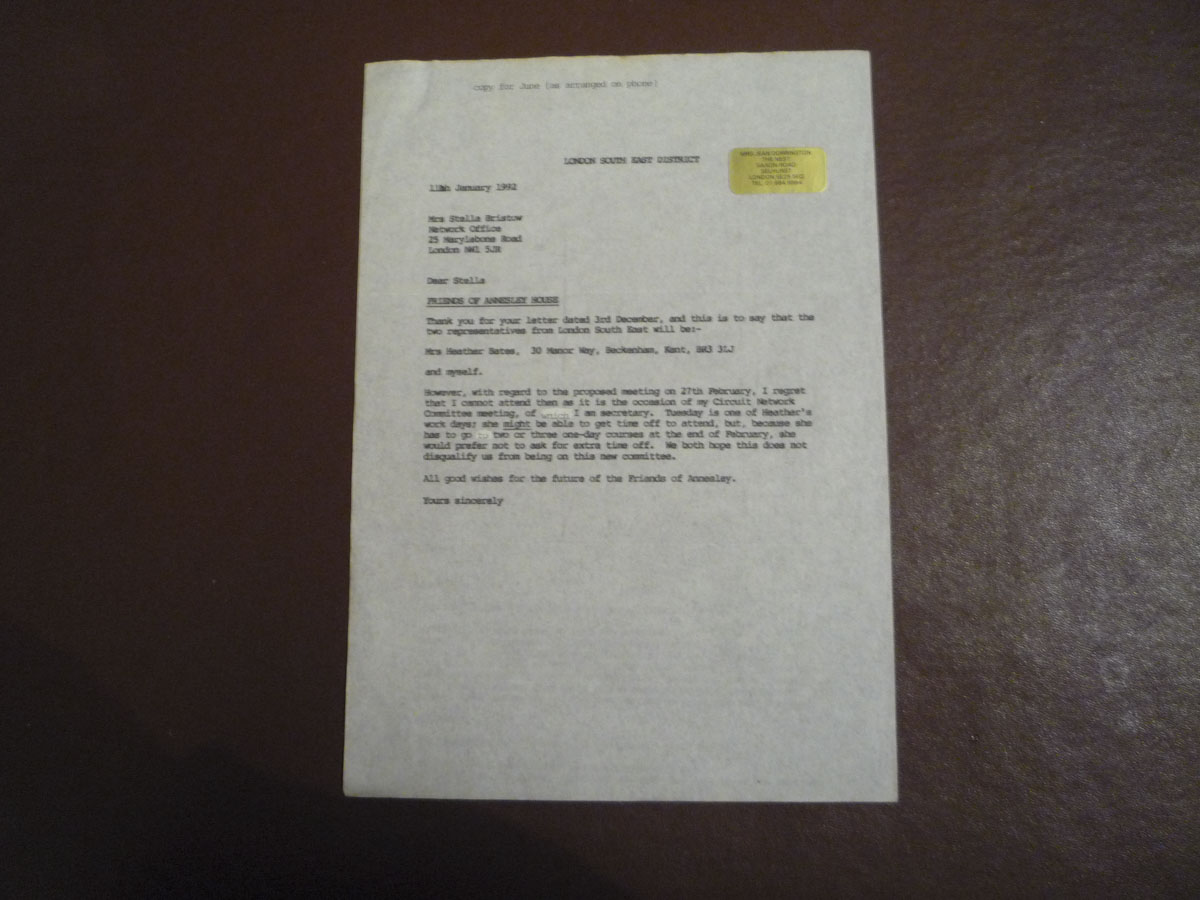 copy for June (as arranged on phone)
LONDON SOUTH EAST DISTRICT
MRS. JEAN
THE NEST
ROAD
LONDON
TEL.
January 1992
Mrs Stella Bristow
Network Office
25 Marylebone Road
London NW1 5JR
Dear Stella
FRIENDS OF ANNESLEY HOUSE
Thank you for your letter dated 3rd December, and this is to say that the
two representatives from London South East will be:-
Mrs Heather Bates, 30 Manor Way, Beckenham, Kent, BR3 3LJ
and myself.
However, with regard to the proposed meeting on 27th February, I regret
that I cannot attend then as it is the occasion of my Circuit Network
Committee meeting, of which I am secretary. Tuesday is one of Heather's
work days; she might be able to get time off to attend, but, because she
has to go to two or three one-day courses at the end of February, she
would prefer not to ask for extra time off. We both hope this does not
disqualify us from being on this new committee.
All good wishes for the future of the Friends of Annesley.
Yours sincerely